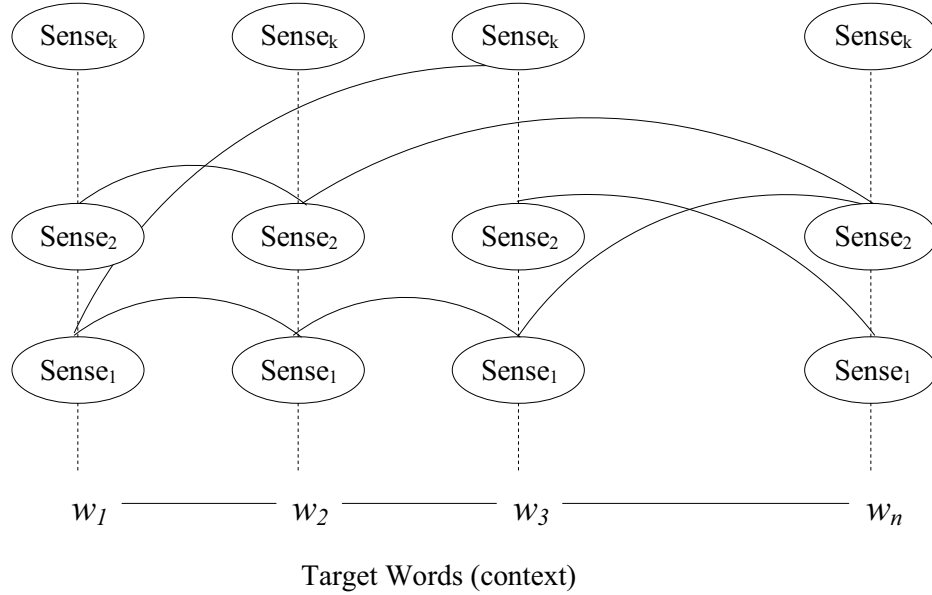 Sense_k Sense_k Sense_k Sense_k
Sense_2 Sense_2 Sense_2 Sense_2
Sense_1 Sense_1 Sense_1 Sense_1
w_1 w_2 w_3 w_n
Target Words (context)